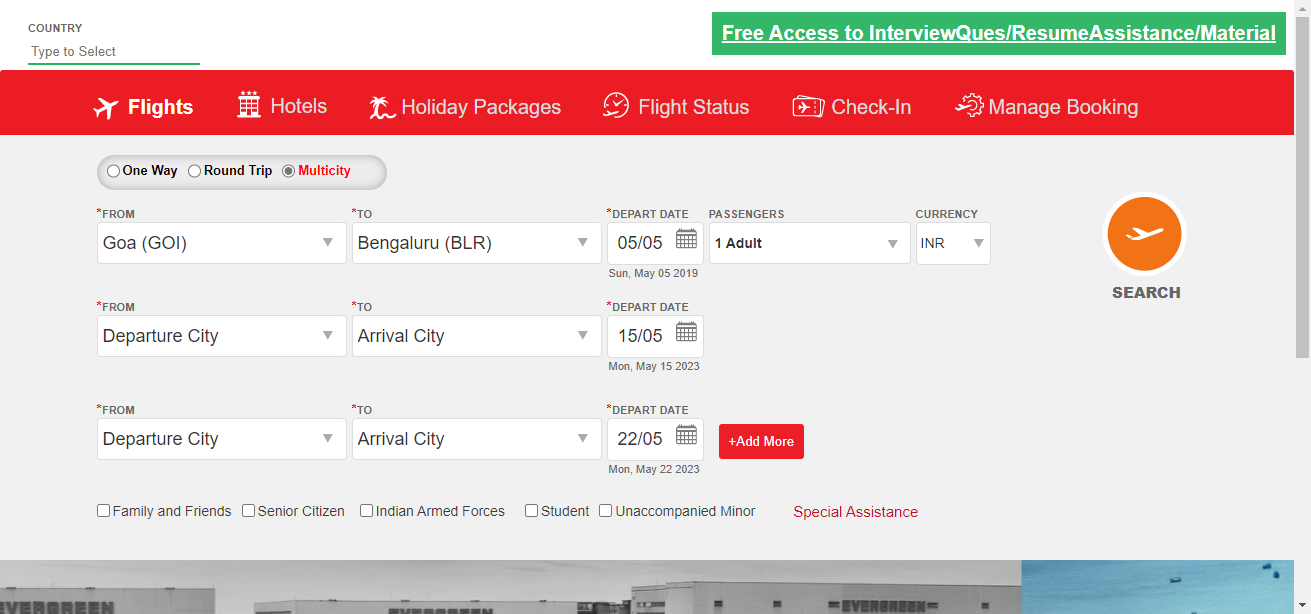 COUNTRY
Type to Select
Free Access to InterviewQues/ResumeAssistance/Material
Flights
Hotels
Holiday Packages
Flight Status
Check-In
Manage Booking
One Way
Round Trip
Multicity
*FROM
*TO
*DEPART DATE
PASSENGERS
CURRENCY
Goa (GOI)
Bengaluru (BLR)
05/05
1 Adult
INR
Sun, May 05 2019
SEARCH
*FROM
*TO
*DEPART DATE
Departure City
Arrival City
15/05
Mon, May 15 2023
*FROM
*TO
*DEPART DATE
Departure City
Arrival City
22/05
+Add More
Mon, May 22 2023
Family and Friends
Senior Citizen
Indian Armed Forces
Student
Unaccompanied Minor
Special Assistance
EVERGREEN
EVERGREEN
EVERGREEN